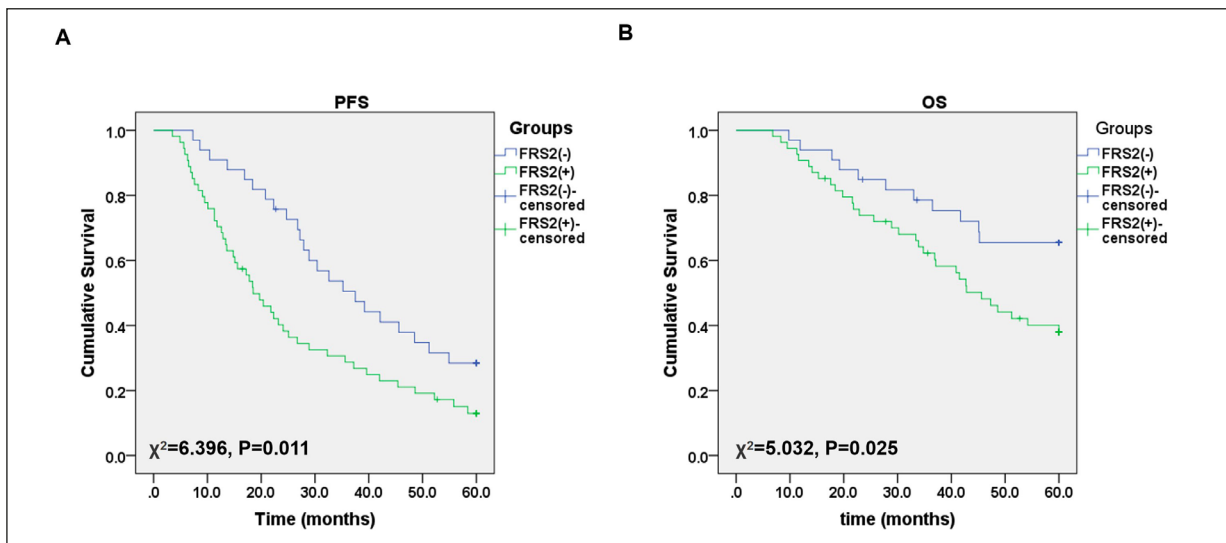 A
PFS
Cumulative Survival
1.0
0.8
0.6
0.4
0.2
0.0
χ²=6.396, P=0.011
.0 10.0 20.0 30.0 40.0 50.0 60.0
Time (months)
Groups
FRS2(-)
FRS2(+)
FRS2(-)-
censored
FRS2(+)-
censored
B
OS
Cumulative Survival
1.0
0.8
0.6
0.4
0.2
0.0
χ²=5.032, P=0.025
.0 10.0 20.0 30.0 40.0 50.0 60.0
time (months)
Groups
FRS2(-)
FRS2(+)
FRS2(-)-
censored
FRS2(+)-
censored